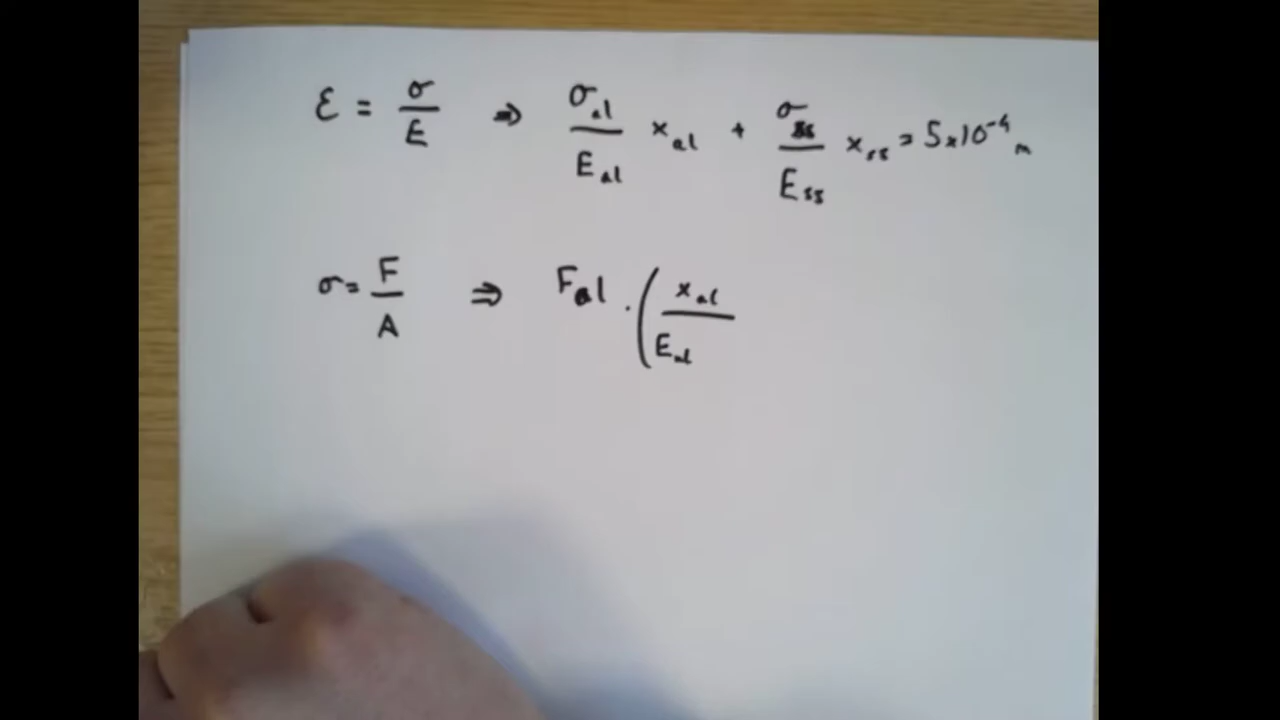 ε = σ/E ⇒ σal/Eal xal + σss/Ess xss = 5x10⁻⁴ m
σ = F/A ⇒ Fal · ( xal/Eal